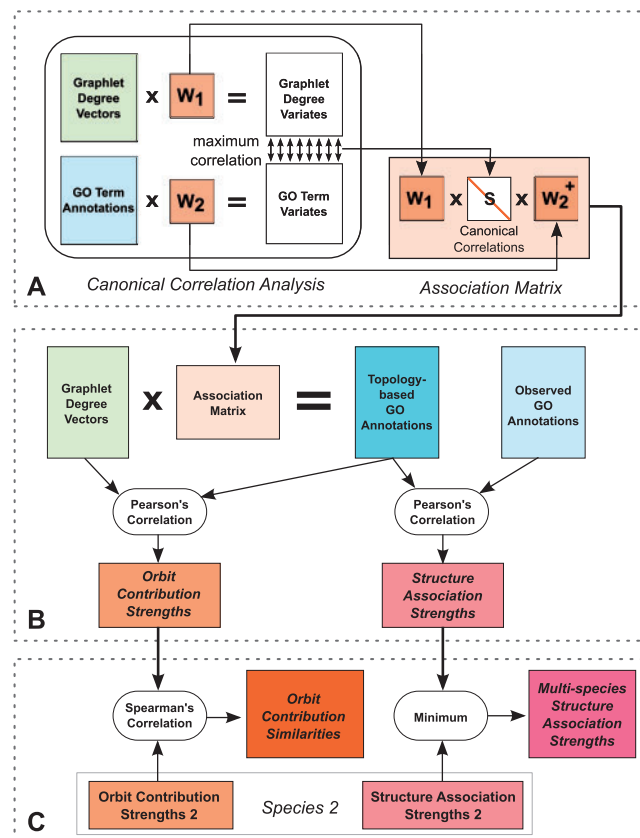 Graphlet
Degree
Vectors
x
W1
=
Graphlet
Degree
Variates
maximum
correlation
GO Term
Annotations
x
W2
=
GO Term
Variates
W1
x
S
x
W2+
Canonical
Correlations
A
Canonical Correlation Analysis
Association Matrix
Graphlet
Degree
Vectors
x
Association
Matrix
=
Topology-
based
GO
Annotations
Observed
GO
Annotations
Pearson's
Correlation
Pearson's
Correlation
Orbit
Contribution
Strengths
Structure
Association
Strengths
B
Spearman's
Correlation
Orbit
Contribution
Similarities
Minimum
Multi-species
Structure
Association
Strengths
Orbit Contribution
Strengths 2
Species 2
Structure Association
Strengths 2
C